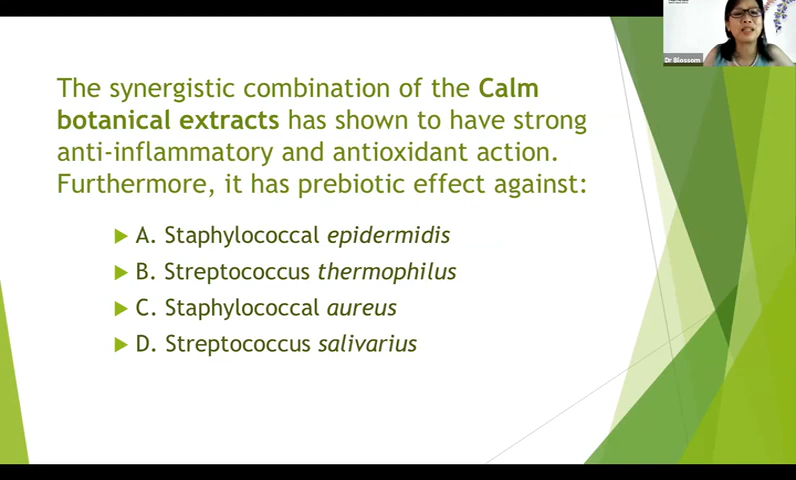 The synergistic combination of the Calm
botanical extracts has shown to have strong
anti-inflammatory and antioxidant action.
Furthermore, it has prebiotic effect against:
A. Staphylococcal epidermidis
B. Streptococcus thermophilus
C. Staphylococcal aureus
D. Streptococcus salivarius
Dr Blossom